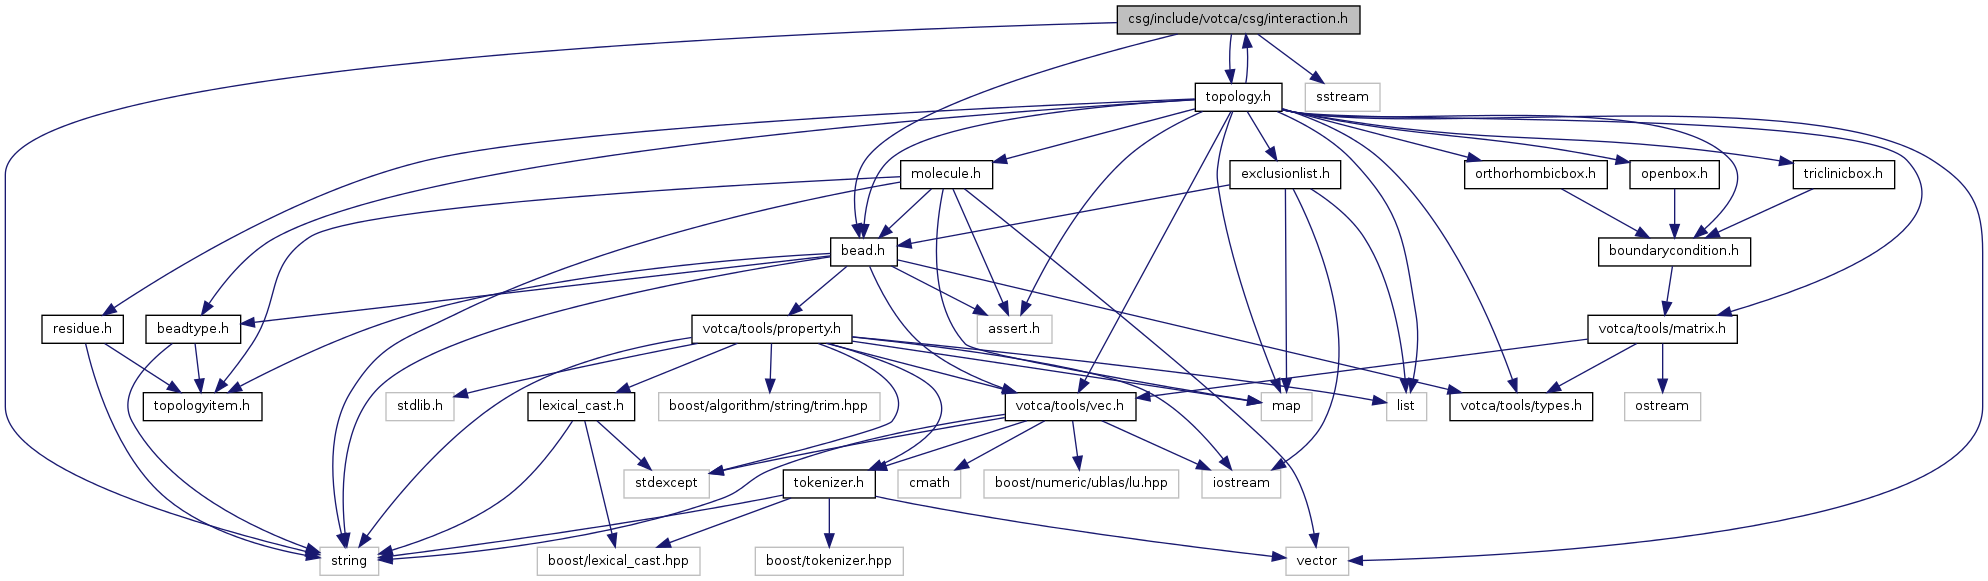 csg/include/votca/csg/interaction.h
topology.h
sstream
molecule.h
exclusionlist.h
orthorhombicbox.h
openbox.h
triclinicbox.h
bead.h
boundarycondition.h
residue.h
beadtype.h
votca/tools/property.h
assert.h
votca/tools/matrix.h
topologyitem.h
stdlib.h
lexical_cast.h
boost/algorithm/string/trim.hpp
votca/tools/vec.h
map
list
votca/tools/types.h
ostream
stdexcept
tokenizer.h
cmath
boost/numeric/ublas/lu.hpp
iostream
string
boost/lexical_cast.hpp
boost/tokenizer.hpp
vector